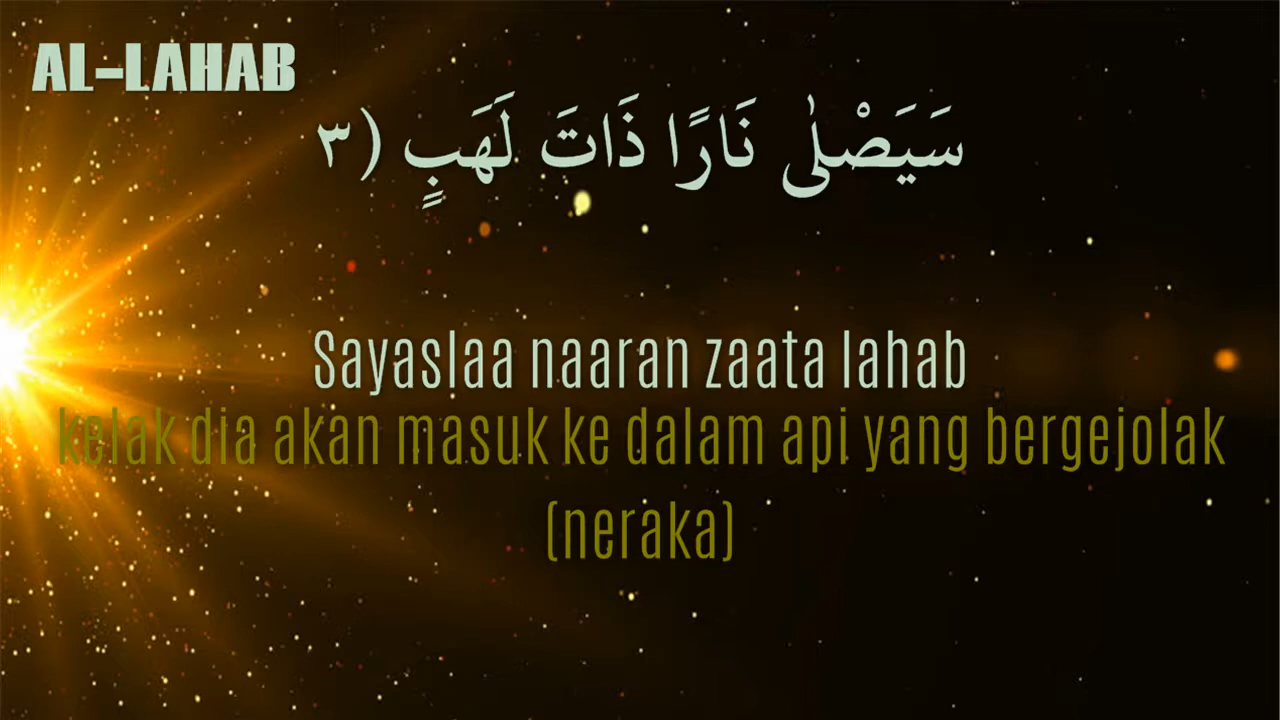 AL-LAHAB
سَيَصْلٰى نَارًا ذَاتَ لَهَبٍ (٣
Sayaslaa naaran zaata lahab
kelak dia akan masuk ke dalam api yang bergejolak
(neraka)